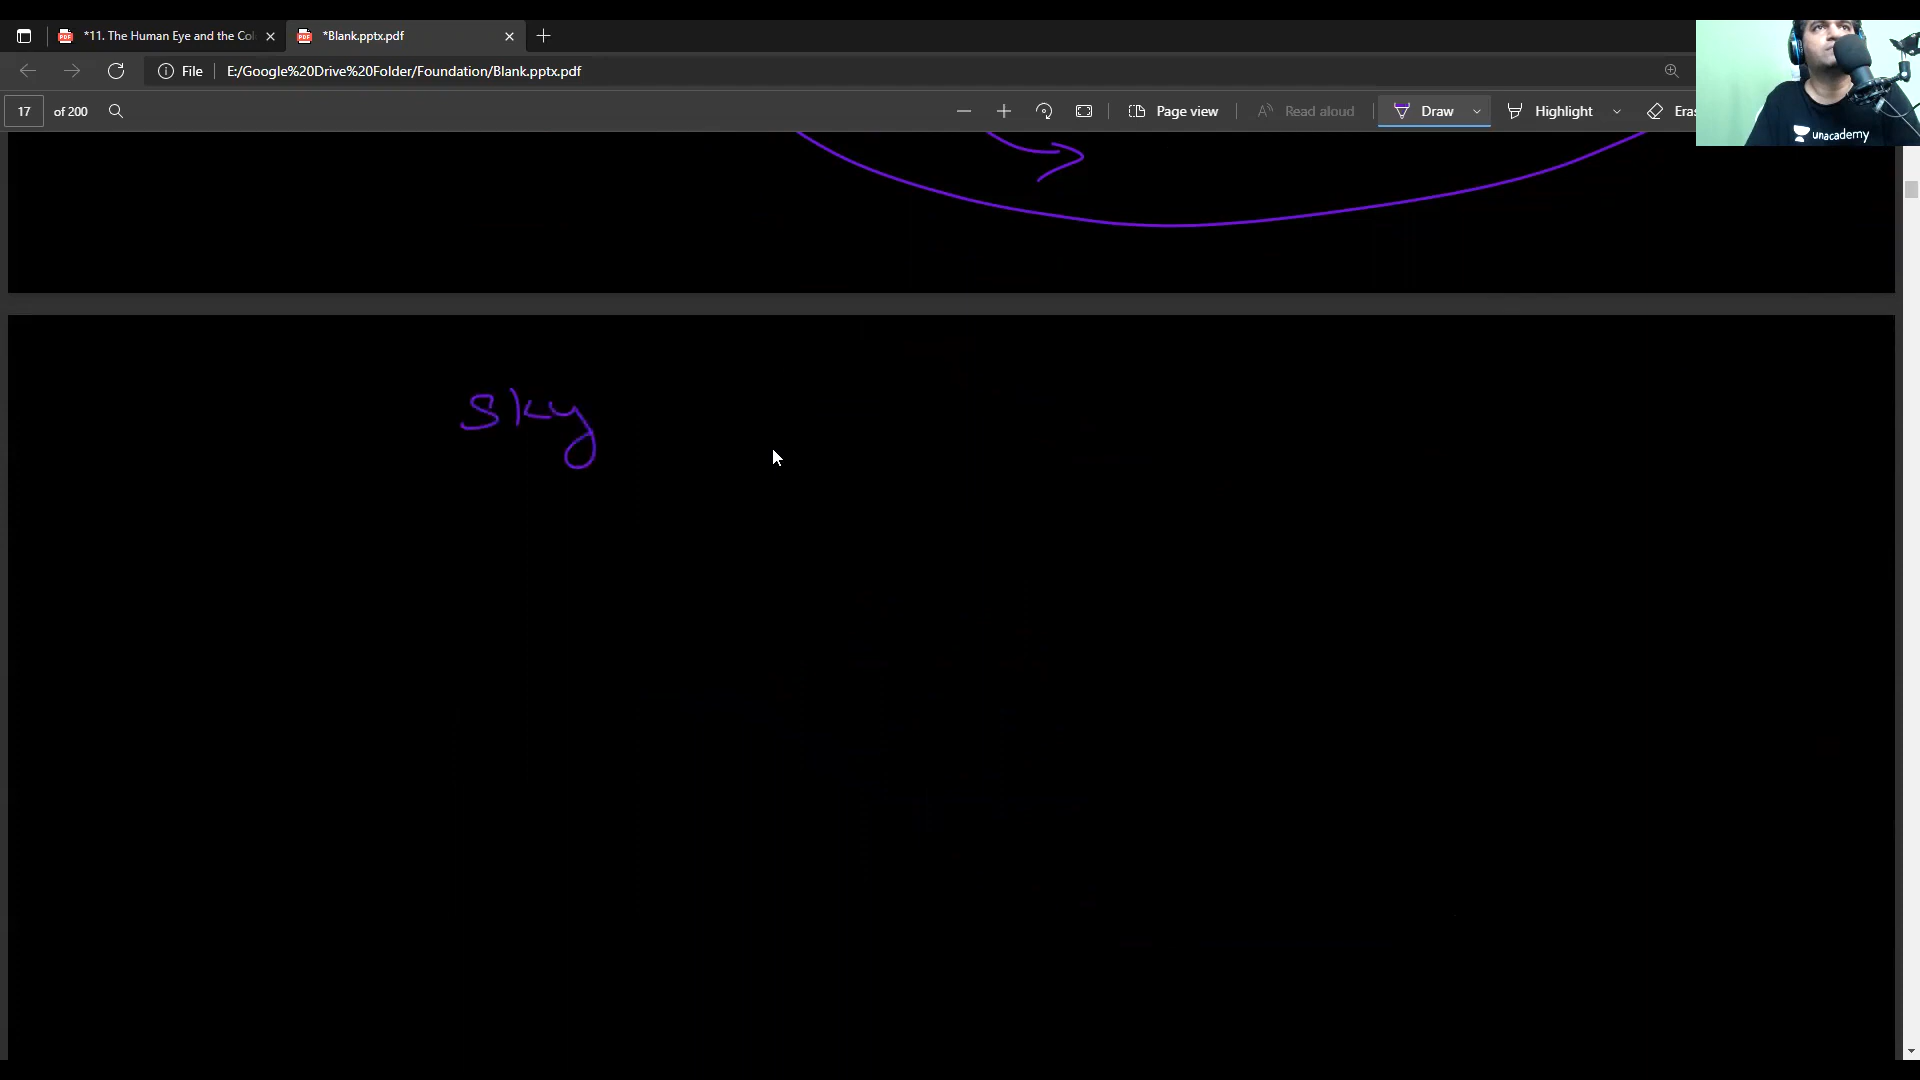 *11. The Human Eye and the Col
*Blank.pptx.pdf
File
E:/Google%20Drive%20Folder/Foundation/Blank.pptx.pdf
17 of 200
Page view
Read aloud
Draw
Highlight
Eras
unacademy
sky